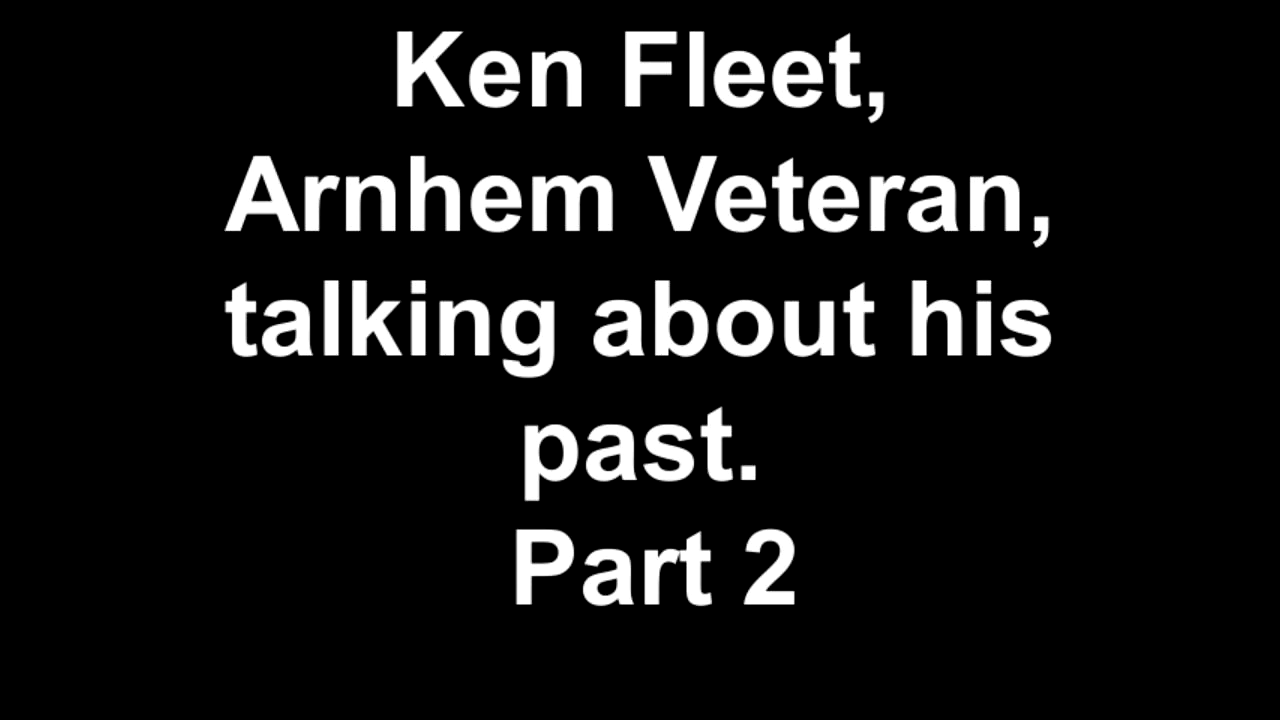 Ken Fleet,
Arnhem Veteran,
talking about his
past.
Part 2